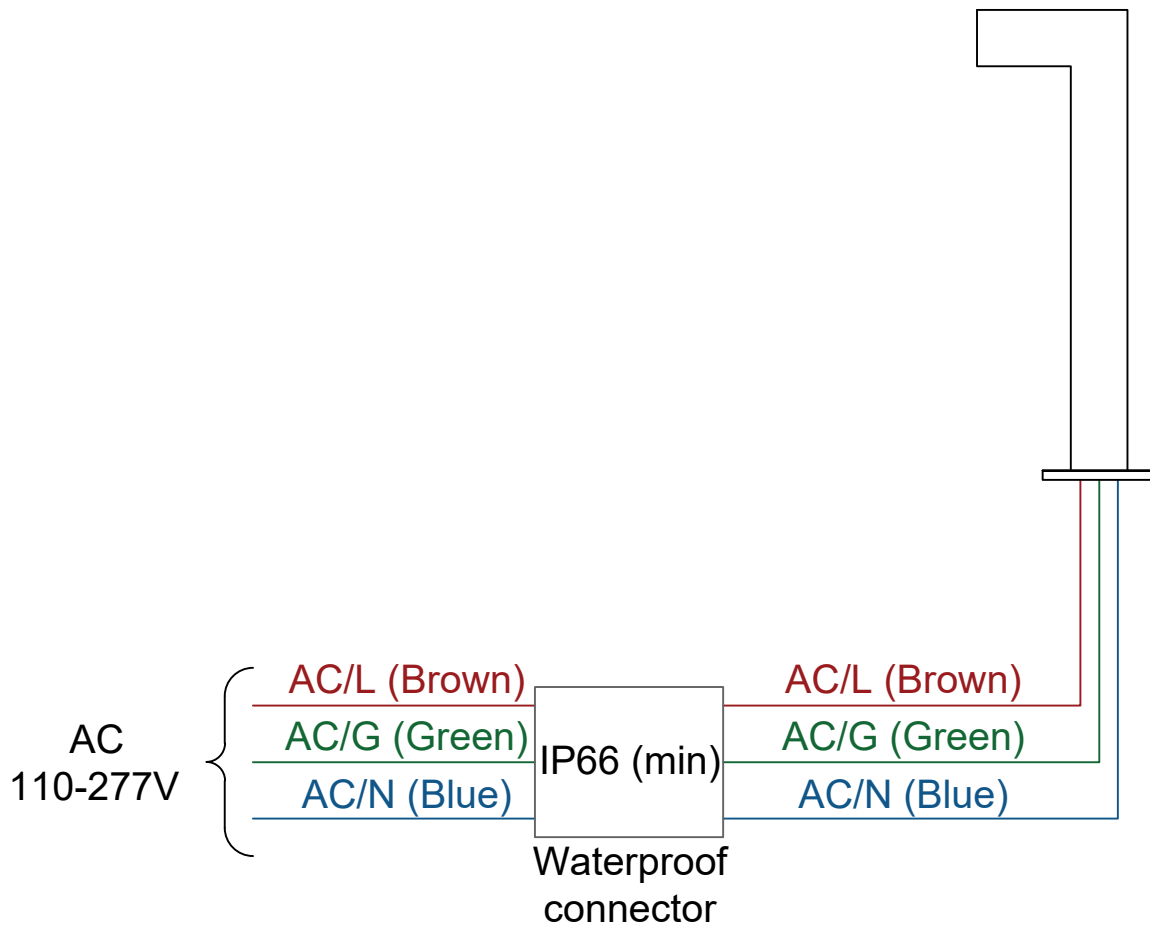 AC/L (Brown)
AC/L (Brown)
AC/G (Green)
AC/G (Green)
AC
110-277V
IP66 (min)
AC/N (Blue)
AC/N (Blue)
Waterproof
connector